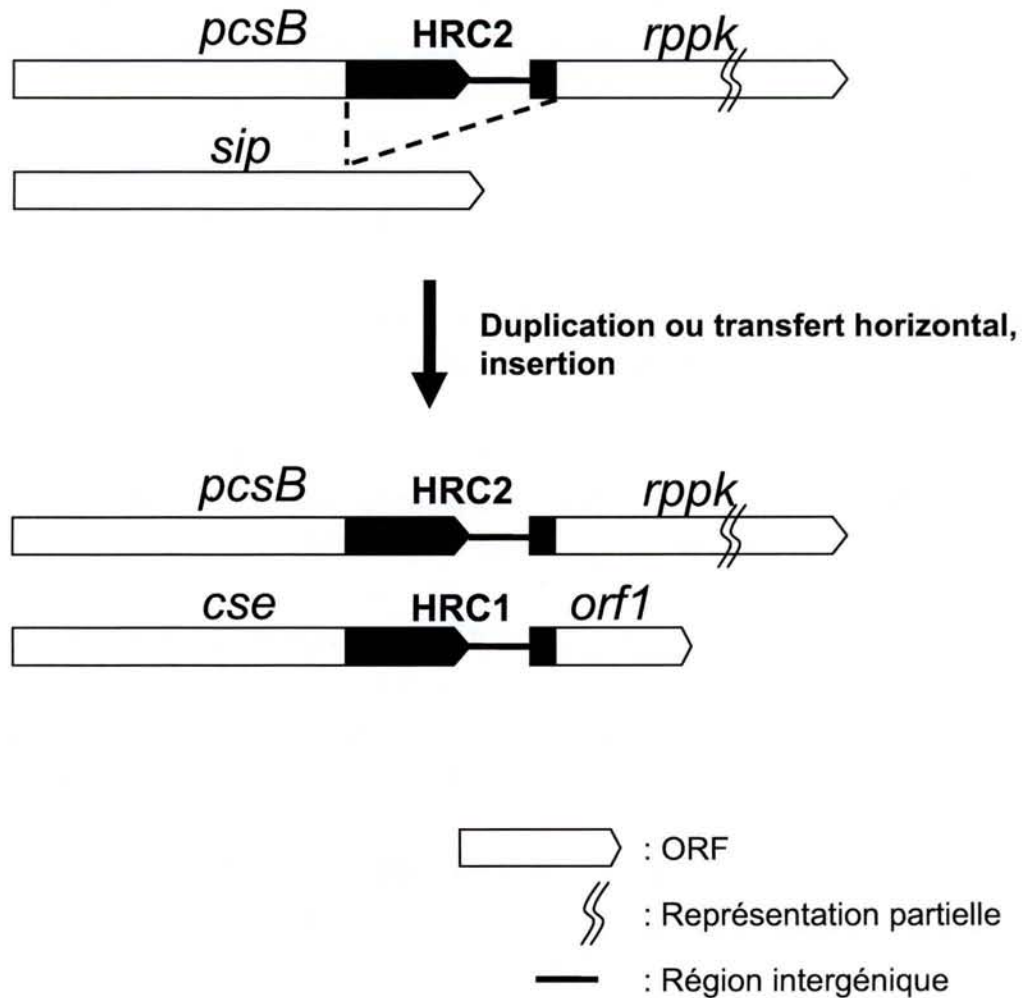 pcsB HRC2 rppk
sip
Duplication ou transfert horizontal,
insertion
pcsB HRC2 rppk
cse HRC1 orf1
: ORF
: Représentation partielle
: Région intergénique